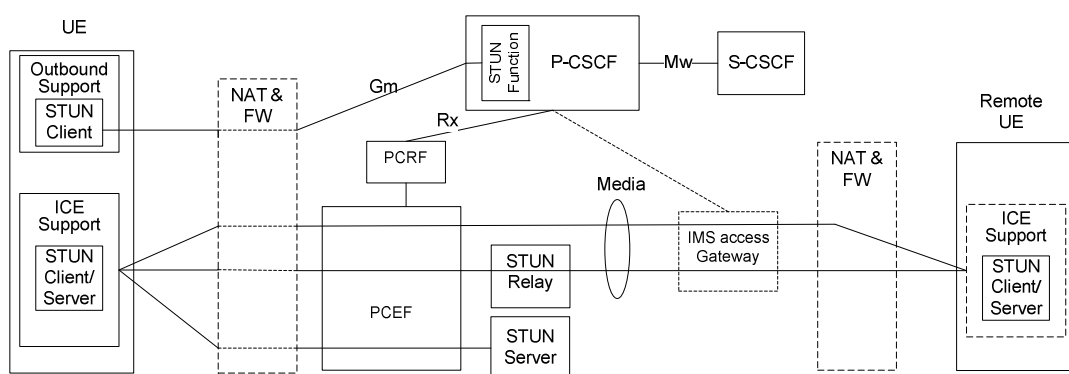 UE
Outbound
Support
STUN
Client
NAT &
FW
Gm
STUN
Function
P-CSCF
Mw
S-CSCF
Rx
PCRF
Remote
UE
NAT &
FW
Media
ICE
Support
STUN
Client/
Server
PCEF
STUN
Relay
STUN
Server
IMS access
Gateway
ICE
Support
STUN
Client/
Server